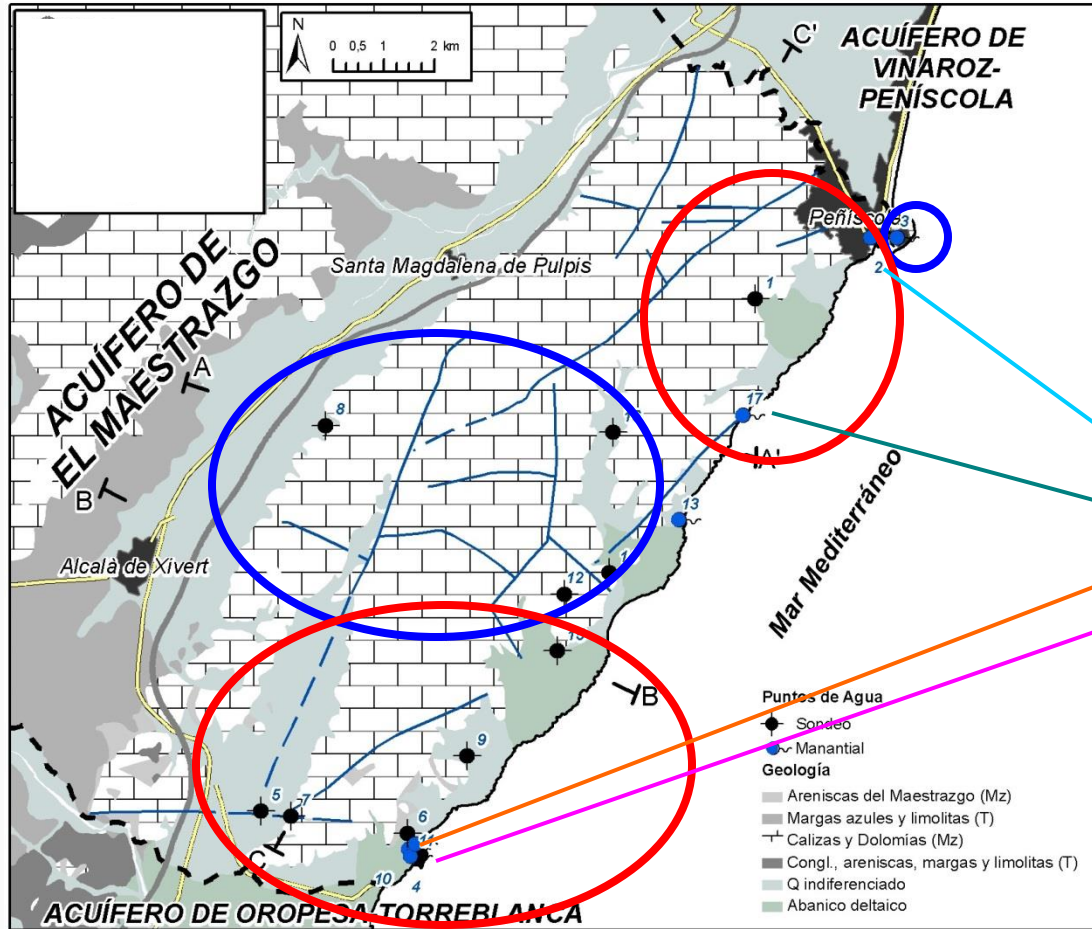 N
0 0,5 1 2 km
C'
ACUÍFERO DE
VINAROZ-
PEÑÍSCOLA
Peñíscola
3
2
Santa Magdalena de Pulpis
1
ACUÍFERO DE
EL MAESTRAZGO
A
8
17
A'
B
13
Alcalà de Xivert
12
Mar Mediterráneo
B
9
5
7
6
11
C
10
4
ACUÍFERO DE OROPESA-TORREBLANCA
Puntos de Agua
Sondeo
Manantial
Geología
Areniscas del Maestrazgo (Mz)
Margas azules y limolitas (T)
Calizas y Dolomías (Mz)
Congl., areniscas, margas y limolitas (T)
Q indiferenciado
Abanico deltaico